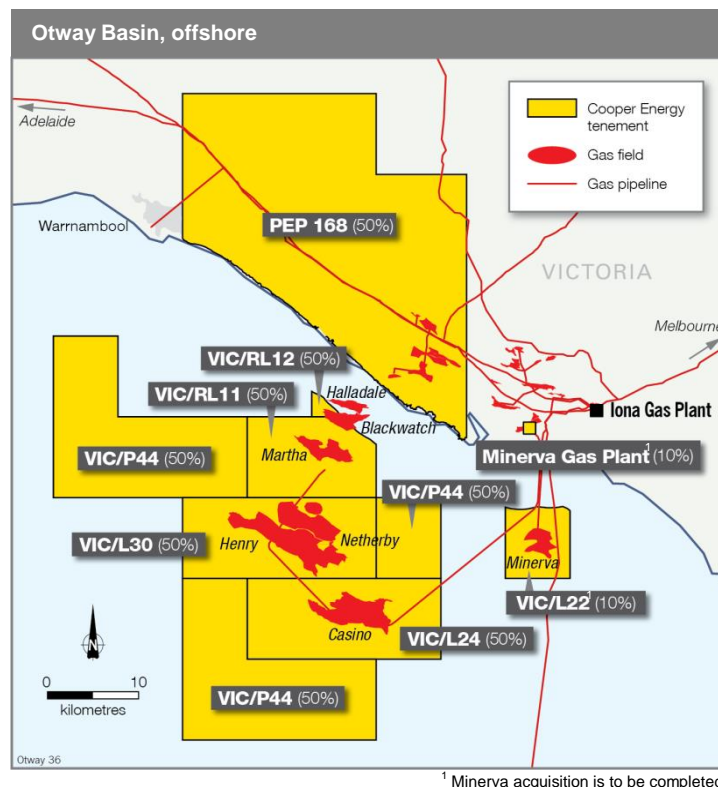 Otway Basin, offshore
Cooper Energy
tenement
Gas field
Gas pipeline
Adelaide
Warrnambool
PEP 168 (50%)
VICTORIA
Melbourne
VIC/RL12 (50%)
Halladale
VIC/RL11 (50%)
Blackwatch
Iona Gas Plant
Martha
VIC/P44 (50%)
Minerva Gas Plant¹ (10%)
VIC/P44 (50%)
VIC/L30 (50%)
Henry
Netherby
Minerva
VIC/L22¹ (10%)
Casino
VIC/L24 (50%)
N
0 10
kilometres
VIC/P44 (50%)
Otway 36
¹ Minerva acquisition is to be completed